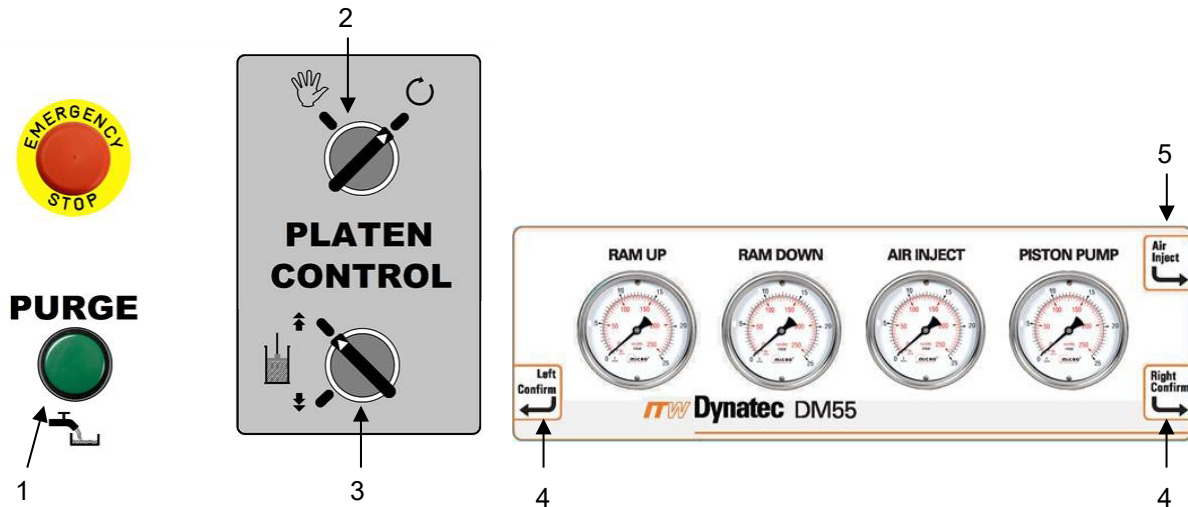 2
EMERGENCY
STOP
5
PLATEN
CONTROL
RAM UP
RAM DOWN
AIR INJECT
PISTON PUMP
Air
Inject
PURGE
Left
Confirm
Right
Confirm
ITW Dynatec DM55
1
3
4
4